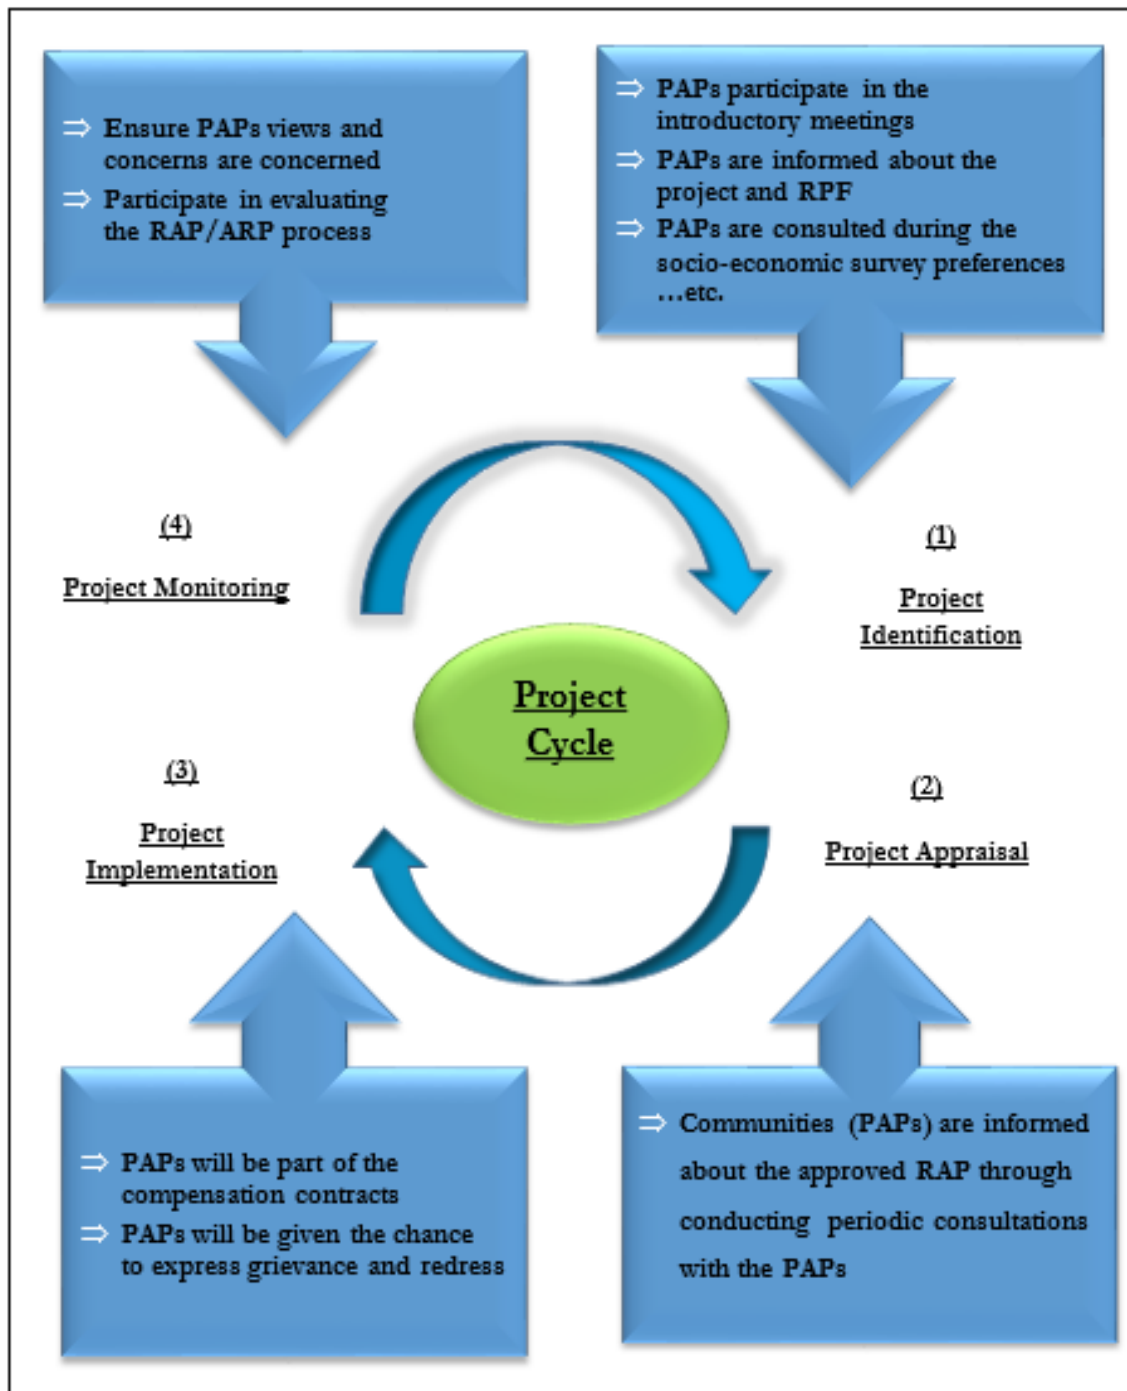 ⇒ Ensure PAPs views and
concerns are concerned
⇒ Participate in evaluating
the RAP/ARP process
⇒ PAPs participate in the
introductory meetings
⇒ PAPs are informed about the
project and RPF
⇒ PAPs are consulted during the
socio-economic survey preferences
...etc.
(4)
Project Monitoring
(1)
Project
Identification
Project
Cycle
(3)
Project
Implementation
(2)
Project Appraisal
⇒ PAPs will be part of the
compensation contracts
⇒ PAPs will be given the chance
to express grievance and redress
⇒ Communities (PAPs) are informed
about the approved RAP through
conducting periodic consultations
with the PAPs